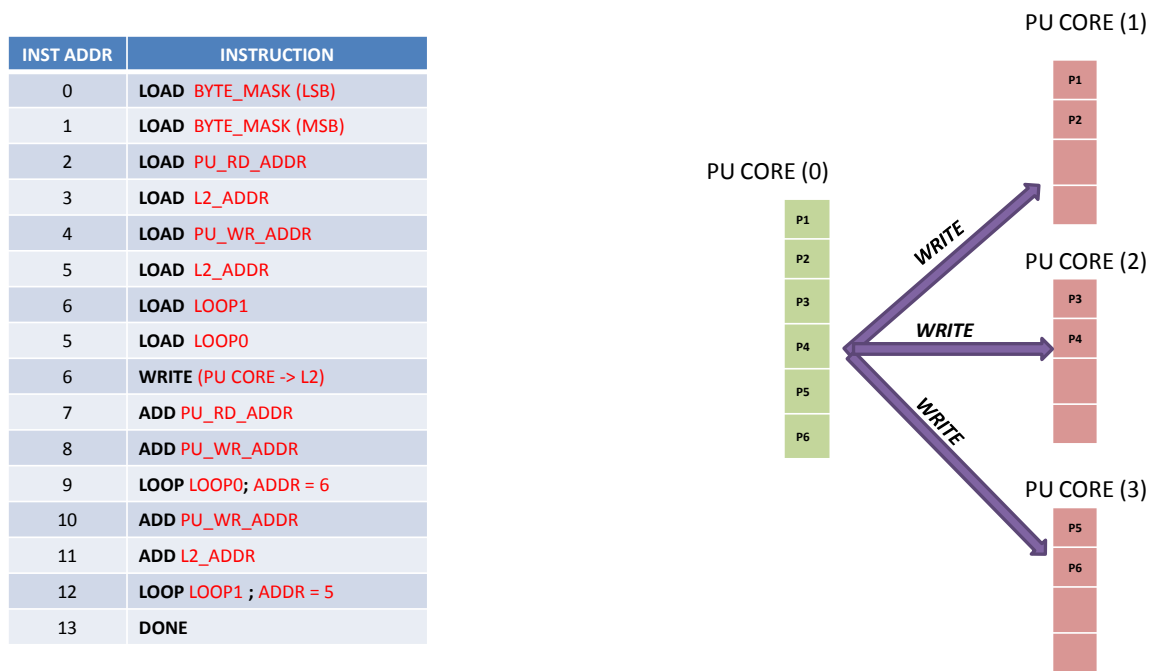 INST ADDR INSTRUCTION
0 LOAD BYTE_MASK (LSB)
1 LOAD BYTE_MASK (MSB)
2 LOAD PU_RD_ADDR
3 LOAD L2_ADDR
4 LOAD PU_WR_ADDR
5 LOAD L2_ADDR
6 LOAD LOOP1
5 LOAD LOOP0
6 WRITE (PU CORE -> L2)
7 ADD PU_RD_ADDR
8 ADD PU_WR_ADDR
9 LOOP LOOP0; ADDR = 6
10 ADD PU_WR_ADDR
11 ADD L2_ADDR
12 LOOP LOOP1 ; ADDR = 5
13 DONE
PU CORE (0)
P1
P2
P3
P4
P5
P6
WRITE
WRITE
WRITE
PU CORE (1)
P1
P2
PU CORE (2)
P3
P4
PU CORE (3)
P5
P6